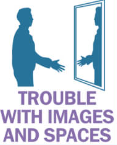 TROUBLE
WITH IMAGES
AND SPACES